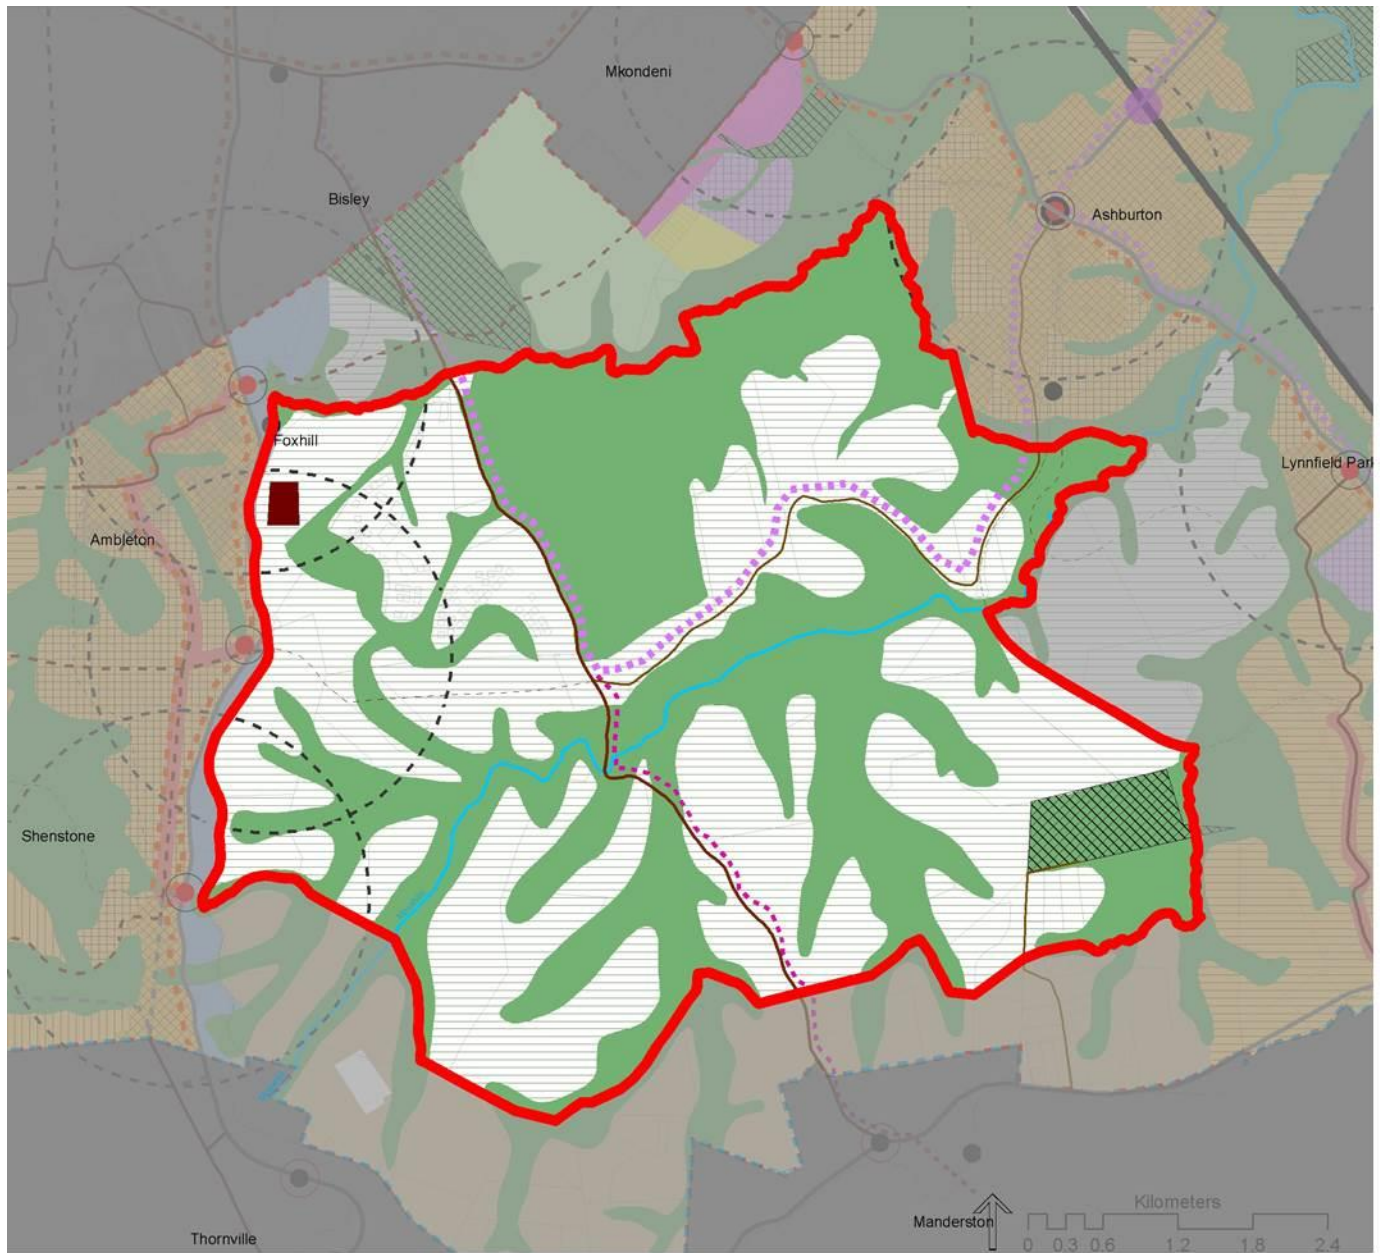 Mkondeni
Bisley
Ashburton
Foxhill
Lynnfield Park
Ambleton
Shenstone
Kilometers
Manderston
0 0.3 0.6 1.2 1.8 2.4
Thornville